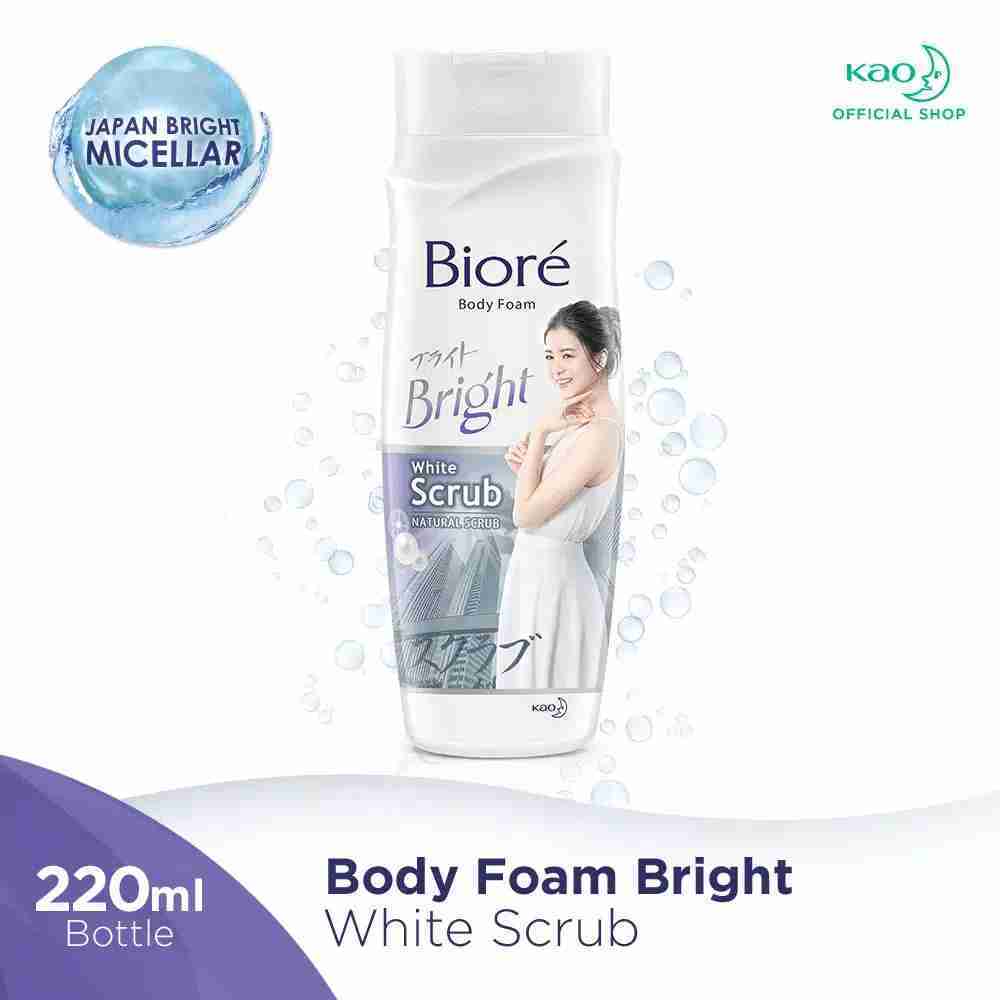 JAPAN BRIGHT
MICELLAR
Kao
OFFICIAL SHOP
Bioré
Body Foam
ブライト
Bright
White
Scrub
NATURAL SCRUB
スクラブ
Kao
220ml
Bottle
Body Foam Bright
White Scrub